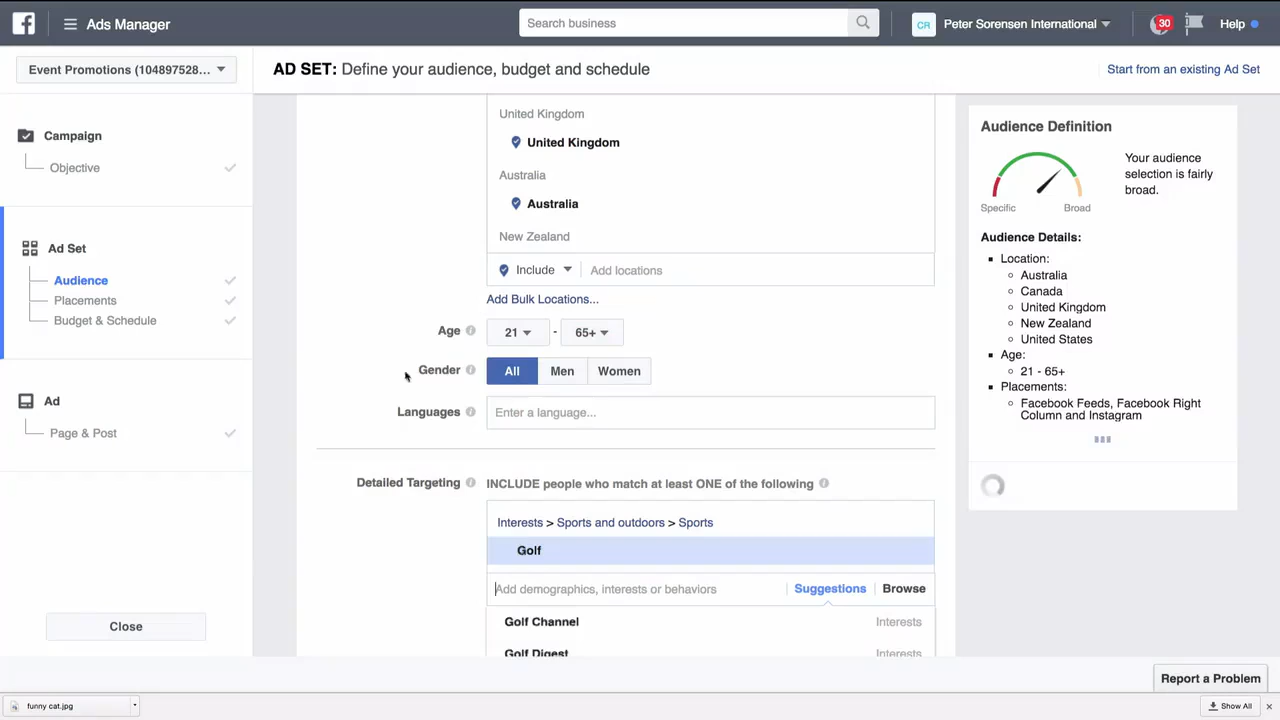 Ads Manager
Search business
CR
Peter Sorensen International
30
Help
Event Promotions (104897528...
AD SET: Define your audience, budget and schedule
Start from an existing Ad Set
Campaign
Objective
Ad Set
Audience
Placements
Budget & Schedule
Ad
Page & Post
Close
United Kingdom
United Kingdom
Australia
Australia
New Zealand
Include
Add locations
Add Bulk Locations...
Age
21
-
65+
Gender
All
Men
Women
Languages
Enter a language...
Detailed Targeting
INCLUDE people who match at least ONE of the following
Interests > Sports and outdoors > Sports
Golf
Add demographics, interests or behaviors
Suggestions
Browse
Golf Channel
Interests
Golf Digest
Interests
Audience Definition
Specific
Broad
Your audience
selection is fairly
broad.
Audience Details:
Location:
Australia
Canada
United Kingdom
New Zealand
United States
Age:
21 - 65+
Placements:
Facebook Feeds, Facebook Right
Column and Instagram
Report a Problem
funny cat.jpg
Show All